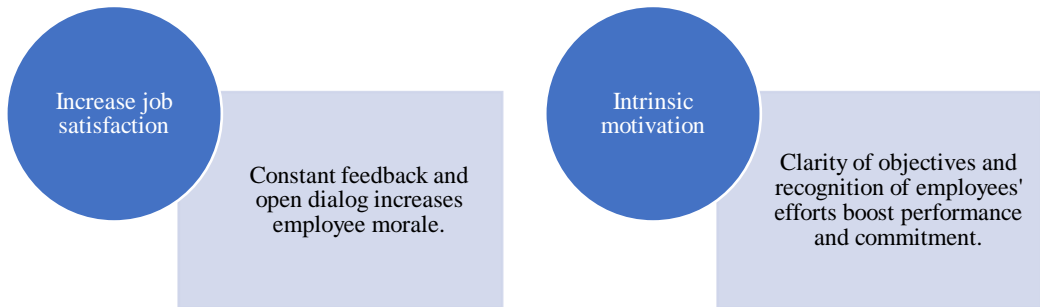 Increase job
satisfaction
Constant feedback and
open dialog increases
employee morale.
Intrinsic
motivation
Clarity of objectives and
recognition of employees'
efforts boost performance
and commitment.